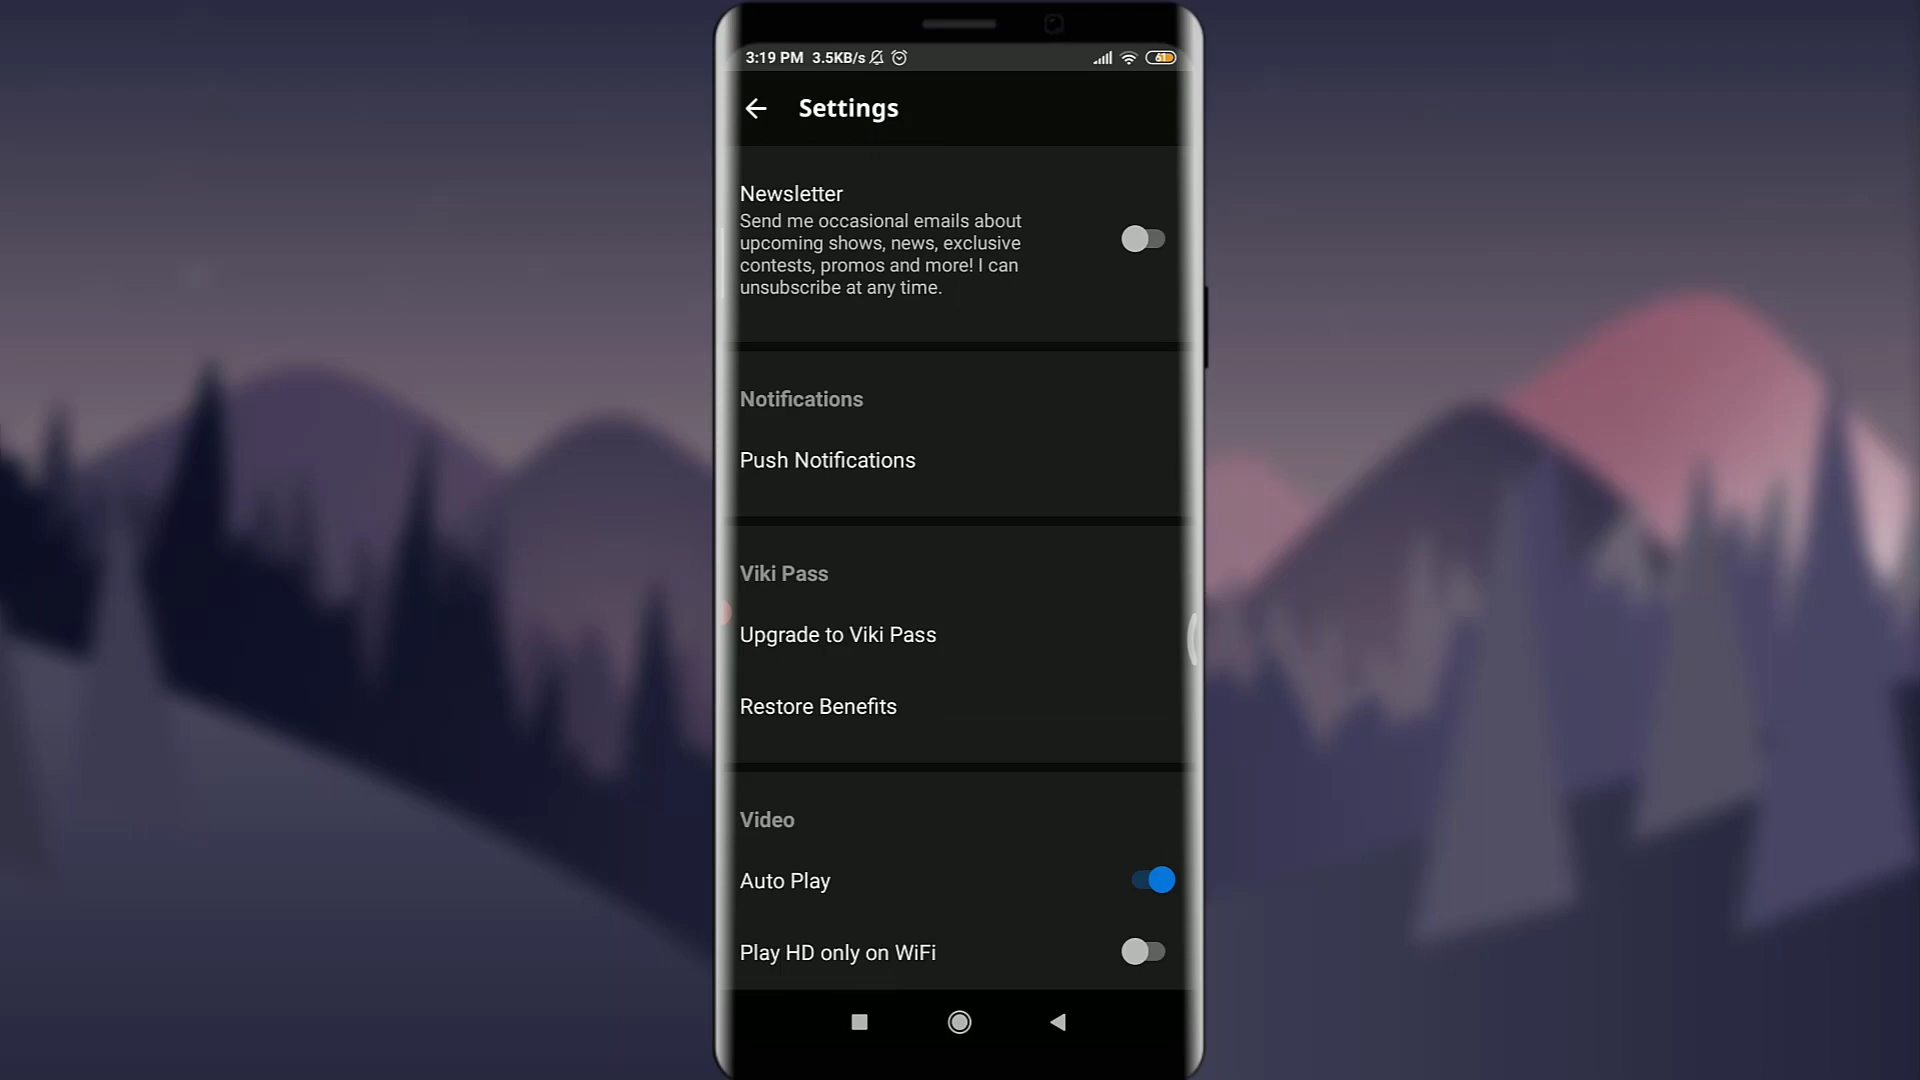 3:19 PM 3.5KB/s
61
Settings
Newsletter
Send me occasional emails about
upcoming shows, news, exclusive
contests, promos and more! I can
unsubscribe at any time.
Notifications
Push Notifications
Viki Pass
Upgrade to Viki Pass
Restore Benefits
Video
Auto Play
Play HD only on WiFi